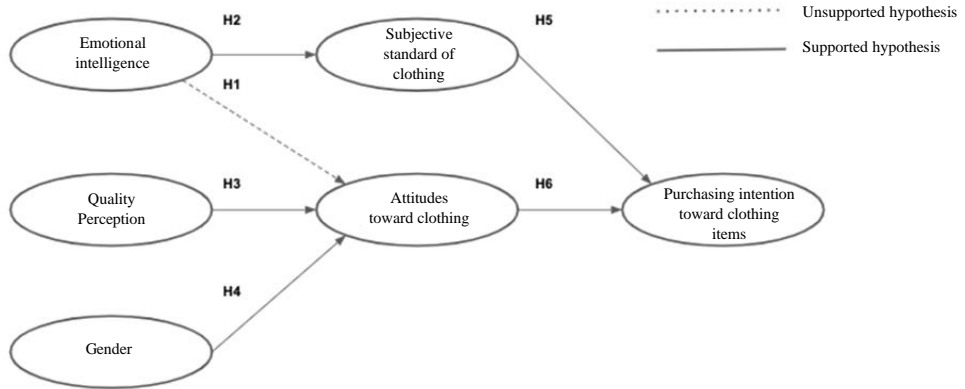 H2
H5
Unsupported hypothesis
Supported hypothesis
Emotional
intelligence
Subjective
standard of
clothing
H1
H3
H6
Quality
Perception
Attitudes
toward clothing
Purchasing intention
toward clothing
items
H4
Gender